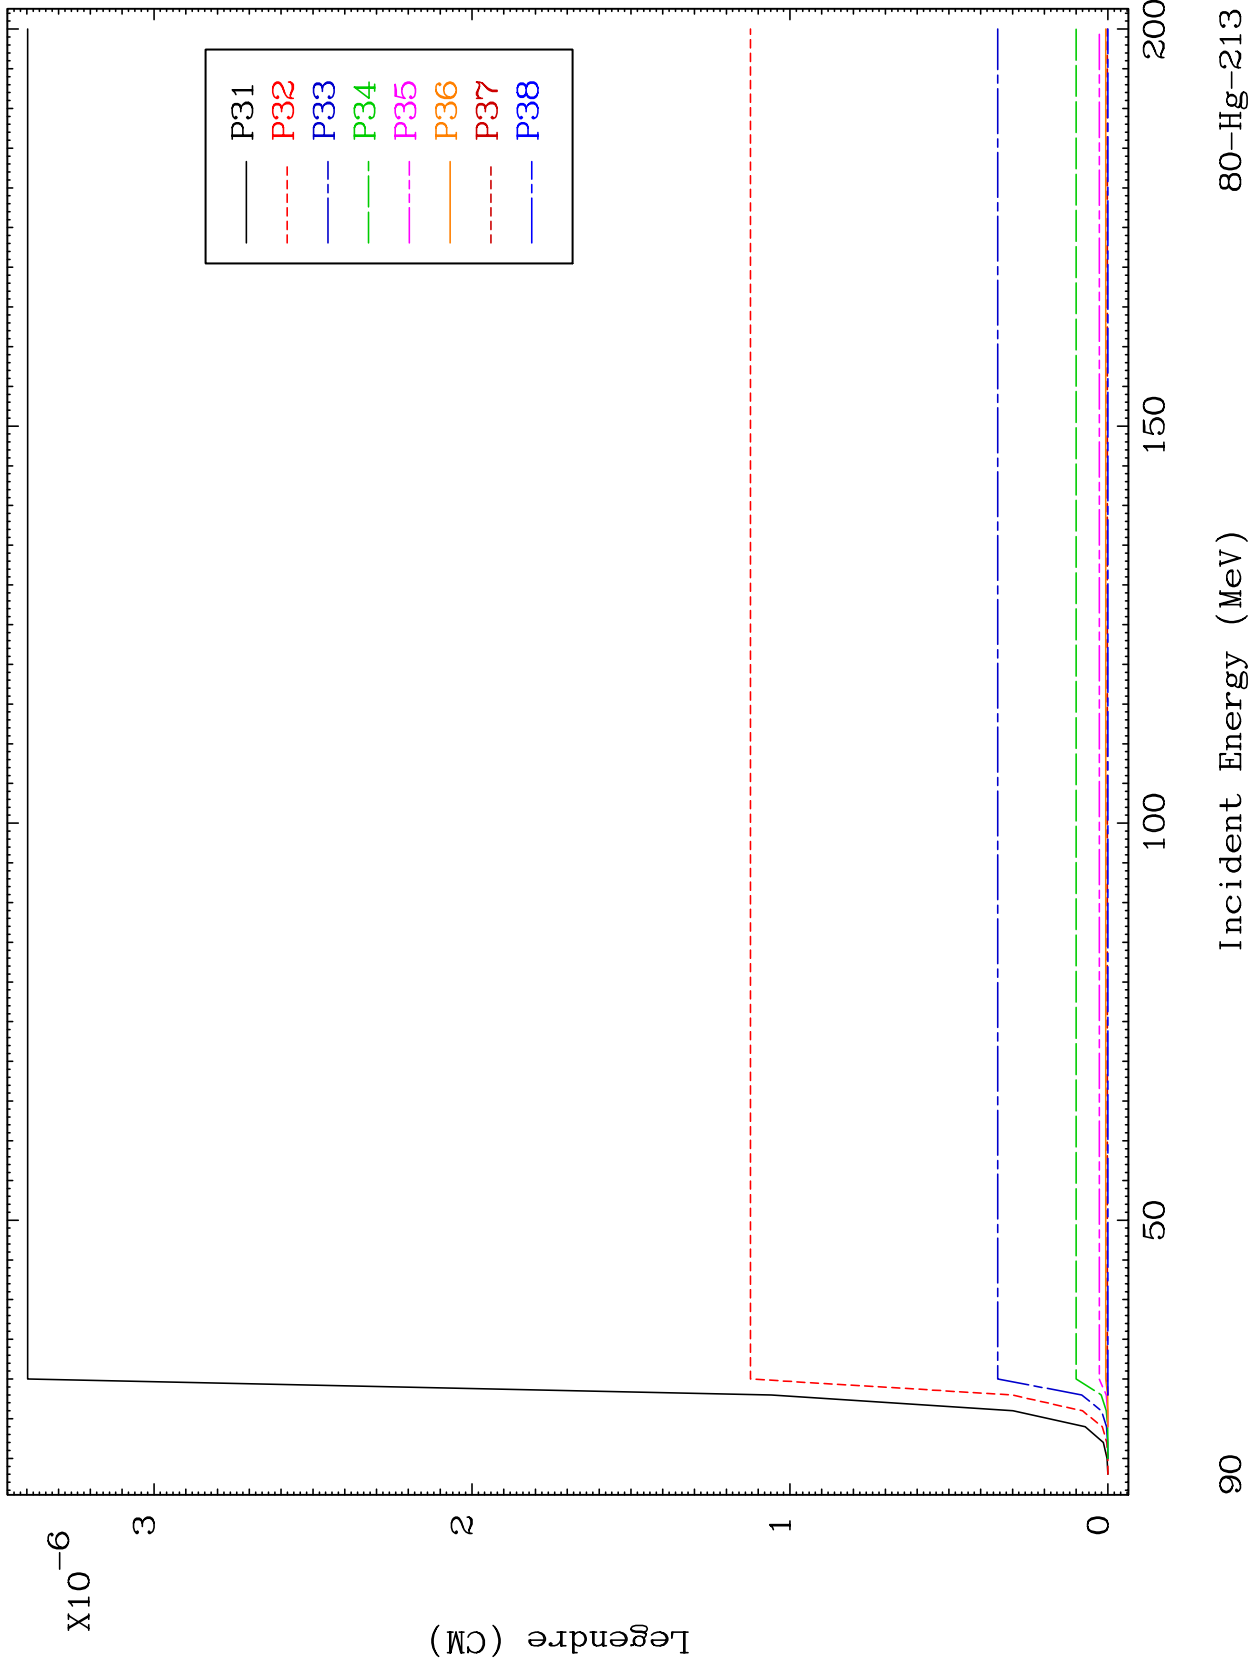 X10-6
3
2
1
0
Legendre (CM)
P31
P32
P33
P34
P35
P36
P37
P38
50
100
150
200
90
Incident Energy (MeV)
80-Hg-213